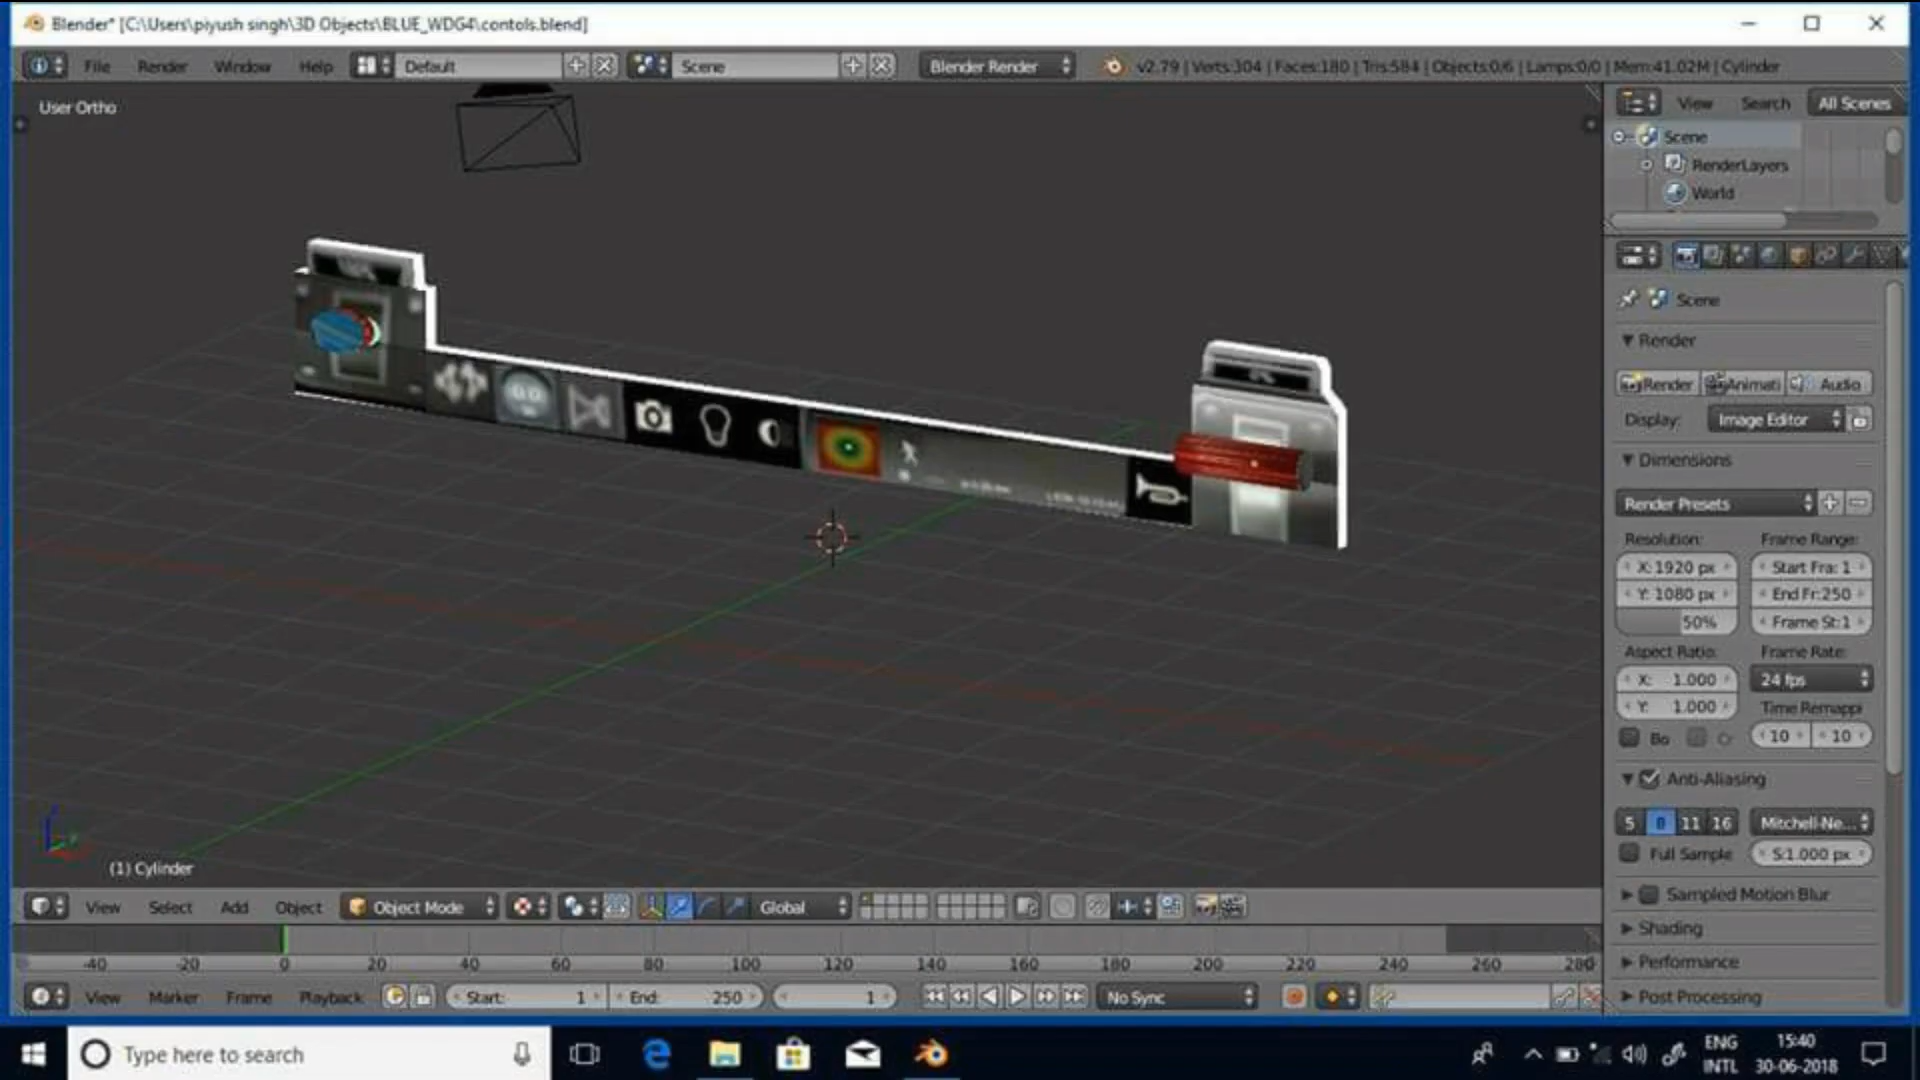 Blender* [C:\Users\piyush singh\3D Objects\BLUE_WDG4\contols.blend]
File Render Window Help Default Scene Blender Render v2.79 | Verts:304 | Faces:180 | Tris:584 | Objects:0/6 | Lamps:0/0 | Mem:41.02M | Cylinder
User Ortho
View Search All Scenes
Scene
RenderLayers
World
Scene
Render
Render Animati Audio
Display: Image Editor
Dimensions
Render Presets
Resolution: Frame Range:
X: 1920 px Start Fra: 1
Y: 1080 px End Fr:250
50% Frame St:1
Aspect Ratio: Frame Rate:
X: 1.000 24 fps
Y: 1.000 Time Remappi
Bo Cr 10 10
Anti-Aliasing
5 8 11 16 Mitchell-Ne...
Full Sample S:1.000 px
Sampled Motion Blur
Shading
Performance
Post Processing
(1) Cylinder
View Select Add Object Object Mode Global
-40 -20 0 20 40 60 80 100 120 140 160 180 200 220 240 260 280
View Marker Frame Playback Start: 1 End: 250 1 No Sync
Type here to search
ENG 15:40
INTL 30-06-2018